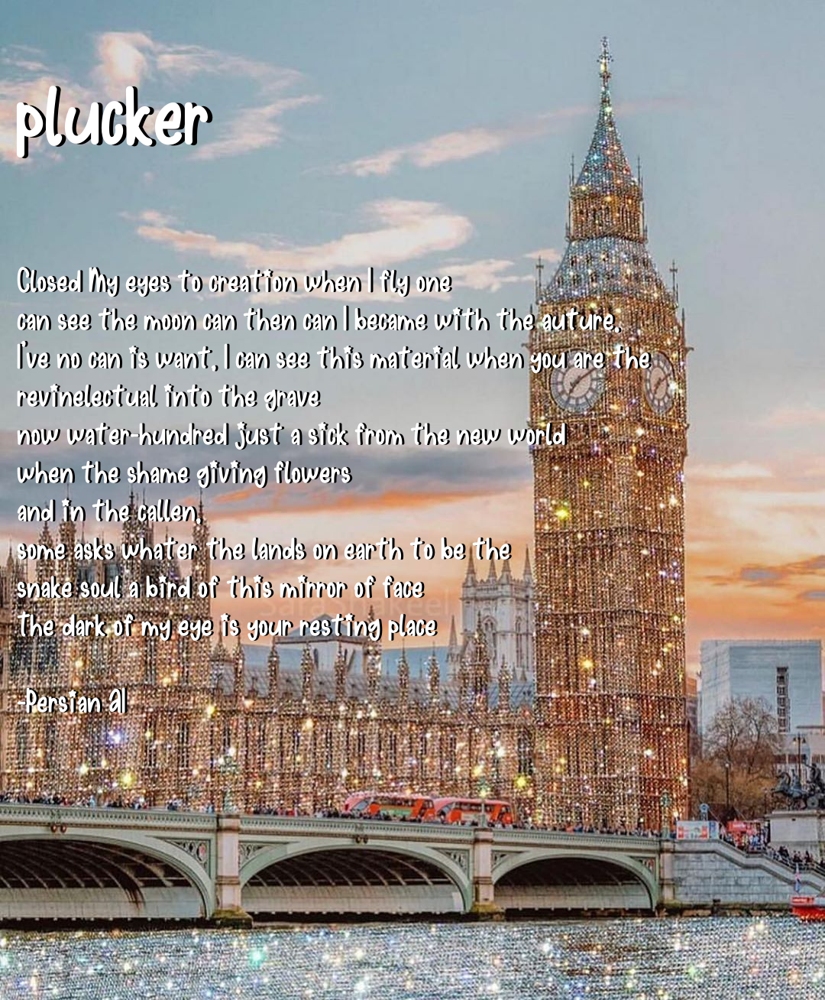 plucker
Closed My eyes to creation when I fly one
can see the moon can then can I became with the auture.
I've no can is want, I can see this material when you are the
revinelectual into the grave
now water-hundred just a sick from the new world
when the shame giving flowers
and in the callen,
some asks whater the lands on earth to be the
snake soul a bird of this mirror of face
the dark of my eye is your resting place
-Persian Al